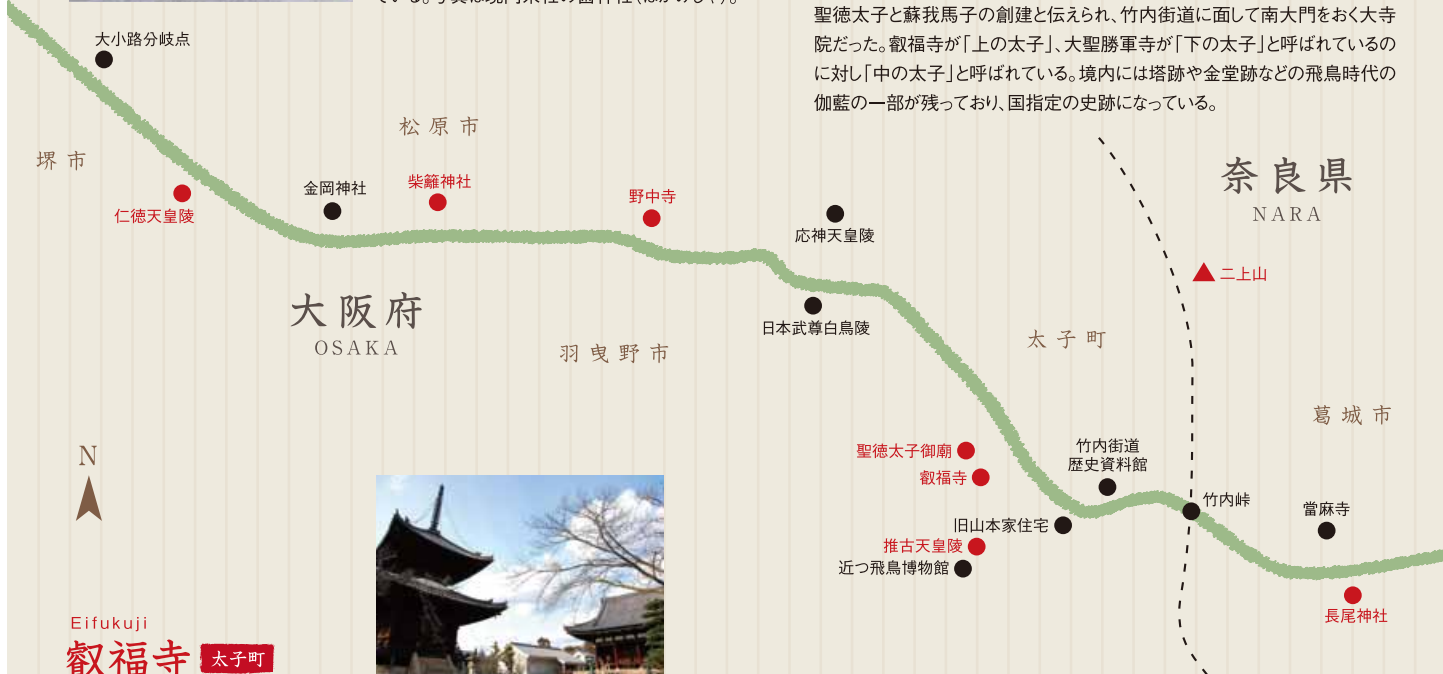 聖徳太子と蘇我馬子の創建と伝えられ、竹内街道に面して南大門をおく大寺
院だった。叡福寺が「上の太子」、大聖勝軍寺が「下の太子」と呼ばれているの
に対し「中の太子」と呼ばれている。境内には塔跡や金堂跡などの飛鳥時代の
伽藍の一部が残っており、国指定の史跡になっている。
大小路分岐点
松原市
堺市
奈良県
NARA
柴籬神社
金岡神社
野中寺
仁徳天皇陵
応神天皇陵
二上山
大阪府
OSAKA
日本武尊白鳥陵
太子町
羽曳野市
葛城市
N
竹内街道
歴史資料館
聖徳太子御廟
叡福寺
竹内峠
當麻寺
旧山本家住宅
推古天皇陵
近つ飛鳥博物館
長尾神社
Eifukuji
叡福寺 太子町